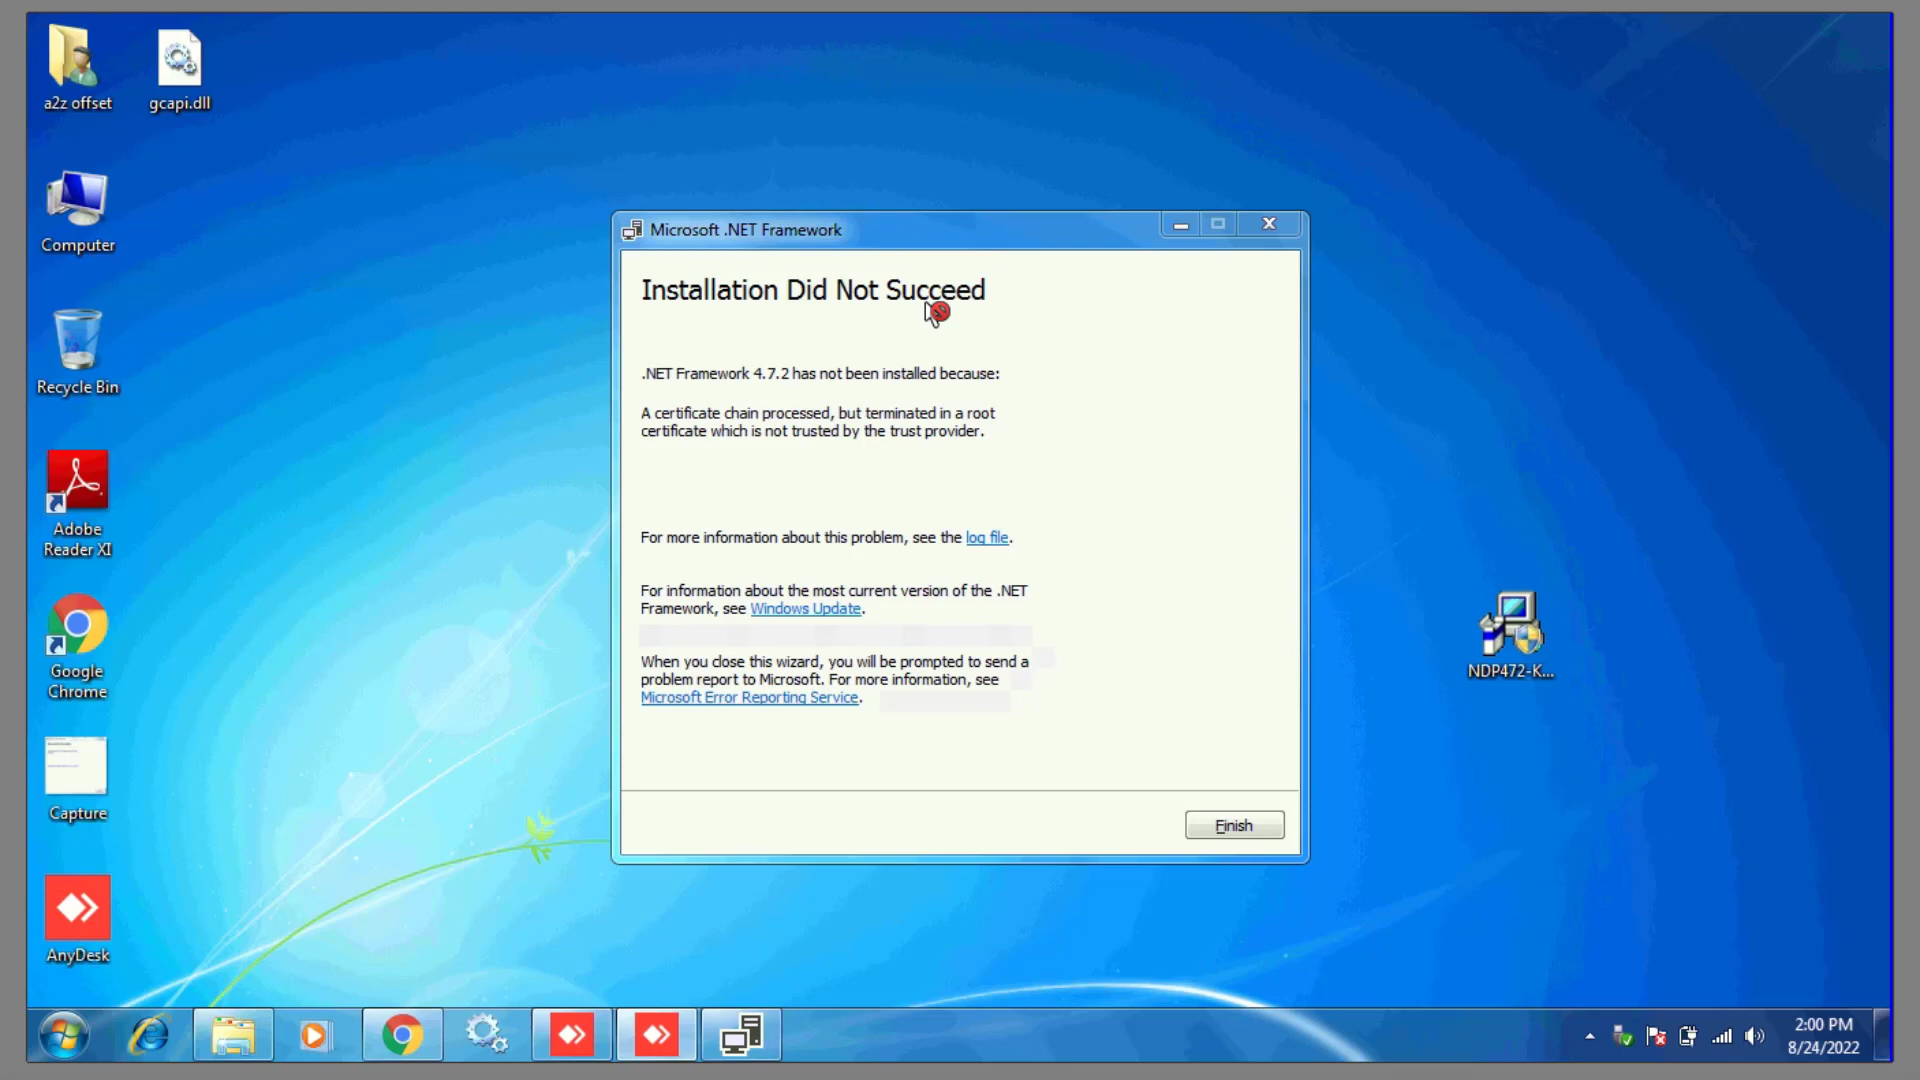 a2z offset
gcapi.dll
Computer
Recycle Bin
Adobe
Reader XI
Google
Chrome
Capture
AnyDesk
Microsoft .NET Framework
Installation Did Not Succeed
.NET Framework 4.7.2 has not been installed because:
A certificate chain processed, but terminated in a root
certificate which is not trusted by the trust provider.
For more information about this problem, see the log file.
For information about the most current version of the .NET
Framework, see Windows Update.
When you close this wizard, you will be prompted to send a
problem report to Microsoft. For more information, see
Microsoft Error Reporting Service.
Finish
NDP472-K...
2:00 PM
8/24/2022